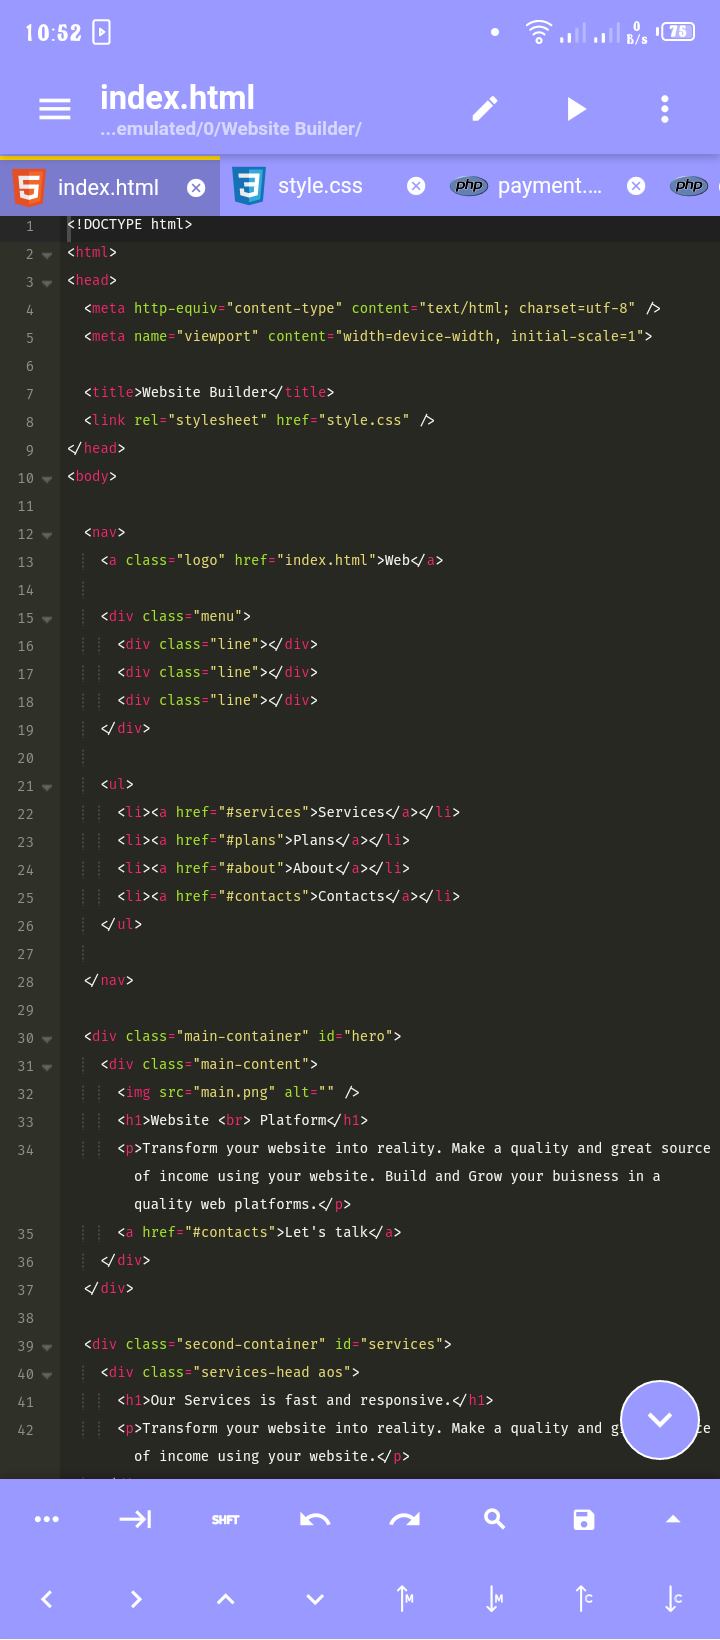 10:52
0
B/s
75
index.html
...emulated/0/Website Builder/
index.html
style.css
php
payment....
php
1 <!DOCTYPE html>
2 <html>
3 <head>
4 <meta http-equiv="content-type" content="text/html; charset=utf-8" />
5 <meta name="viewport" content="width=device-width, initial-scale=1">
6
7 <title>Website Builder</title>
8 <link rel="stylesheet" href="style.css" />
9 </head>
10 <body>
11
12 <nav>
13 <a class="logo" href="index.html">Web</a>
14
15 <div class="menu">
16 <div class="line"></div>
17 <div class="line"></div>
18 <div class="line"></div>
19 </div>
20
21 <ul>
22 <li><a href="#services">Services</a></li>
23 <li><a href="#plans">Plans</a></li>
24 <li><a href="#about">About</a></li>
25 <li><a href="#contacts">Contacts</a></li>
26 </ul>
27
28 </nav>
29
30 <div class="main-container" id="hero">
31 <div class="main-content">
32 <img src="main.png" alt="" />
33 <h1>Website <br> Platform</h1>
34 <p>Transform your website into reality. Make a quality and great source
of income using your website. Build and Grow your buisness in a
quality web platforms.</p>
35 <a href="#contacts">Let's talk</a>
36 </div>
37 </div>
38
39 <div class="second-container" id="services">
40 <div class="services-head aos">
41 <h1>Our Services is fast and responsive.</h1>
42 <p>Transform your website into reality. Make a quality and
of income using your website.</p>
SHFT
M
M
C
C